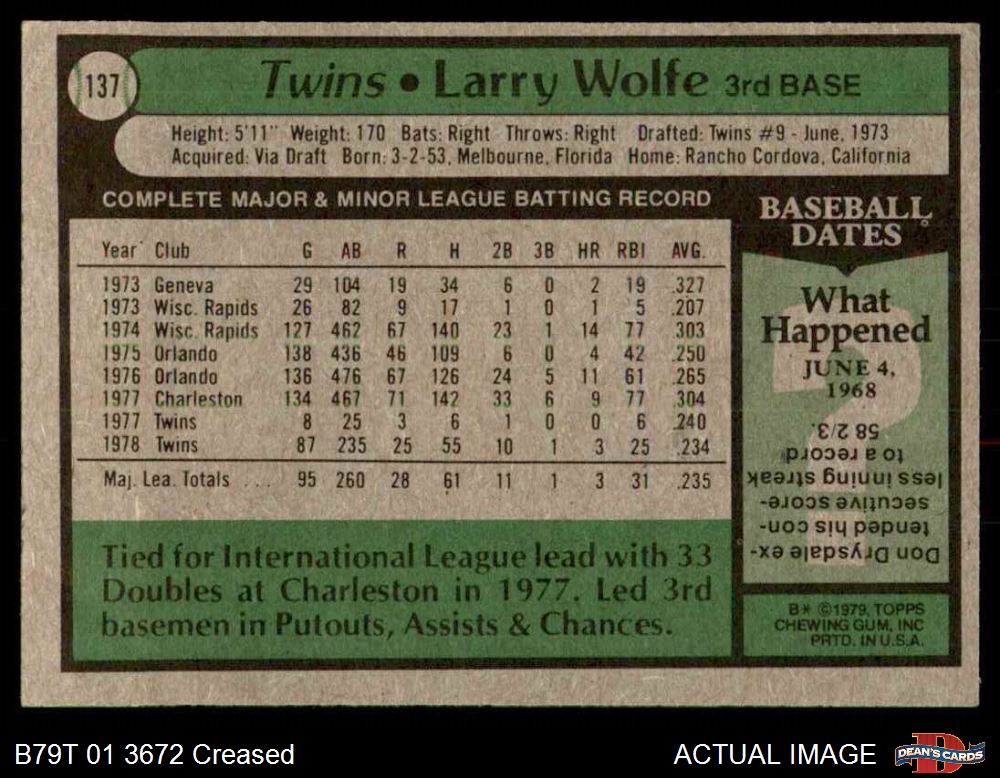 137
Twins • Larry Wolfe 3rd BASE
Height: 5'11" Weight: 170 Bats: Right Throws: Right Drafted: Twins #9 - June, 1973
Acquired: Via Draft Born: 3-2-53, Melbourne, Florida Home: Rancho Cordova, California
COMPLETE MAJOR & MINOR LEAGUE BATTING RECORD
Year Club G AB R H 2B 3B HR RBI AVG.
1973 Geneva 29 104 19 34 6 0 2 19 .327
1973 Wisc. Rapids 26 82 9 17 1 0 1 5 .207
1974 Wisc. Rapids 127 462 67 140 23 1 14 77 .303
1975 Orlando 138 436 46 109 6 0 4 42 .250
1976 Orlando 136 476 67 126 24 5 11 61 .265
1977 Charleston 134 467 71 142 33 6 9 77 .304
1977 Twins 8 25 3 6 1 0 0 6 .240
1978 Twins 87 235 25 55 10 1 3 25 .234
Maj. Lea. Totals ... 95 260 28 61 11 1 3 31 .235
Tied for International League lead with 33
Doubles at Charleston in 1977. Led 3rd
basemen in Putouts, Assists & Chances.
BASEBALL
DATES
What
Happened
JUNE 4,
1968
Don Drysdale ex-
tended his con-
secutive score-
less inning streak
to a record
58 2/3.
B* ©1979, TOPPS
CHEWING GUM, INC
PRTD. IN U.S.A.
B79T 01 3672 Creased
ACTUAL IMAGE
DEAN'S CARDS